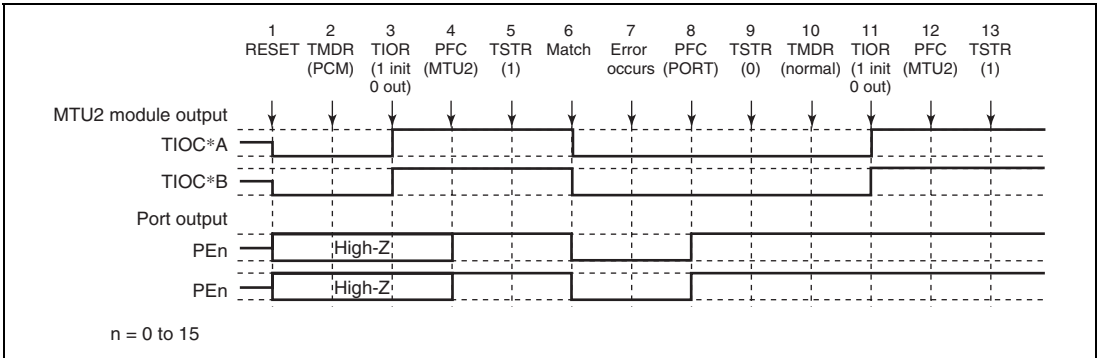 1 2 3 4 5 6 7 8 9 10 11 12 13
RESET TMDR TIOR PFC TSTR Match Error PFC TSTR TMDR TIOR PFC TSTR
(PCM) (1 init (MTU2) (1) occurs (PORT) (0) (normal) (1 init (MTU2) (1)
0 out) 0 out)
MTU2 module output
TIOC*A
TIOC*B
Port output
PEn High-Z
PEn High-Z
n = 0 to 15